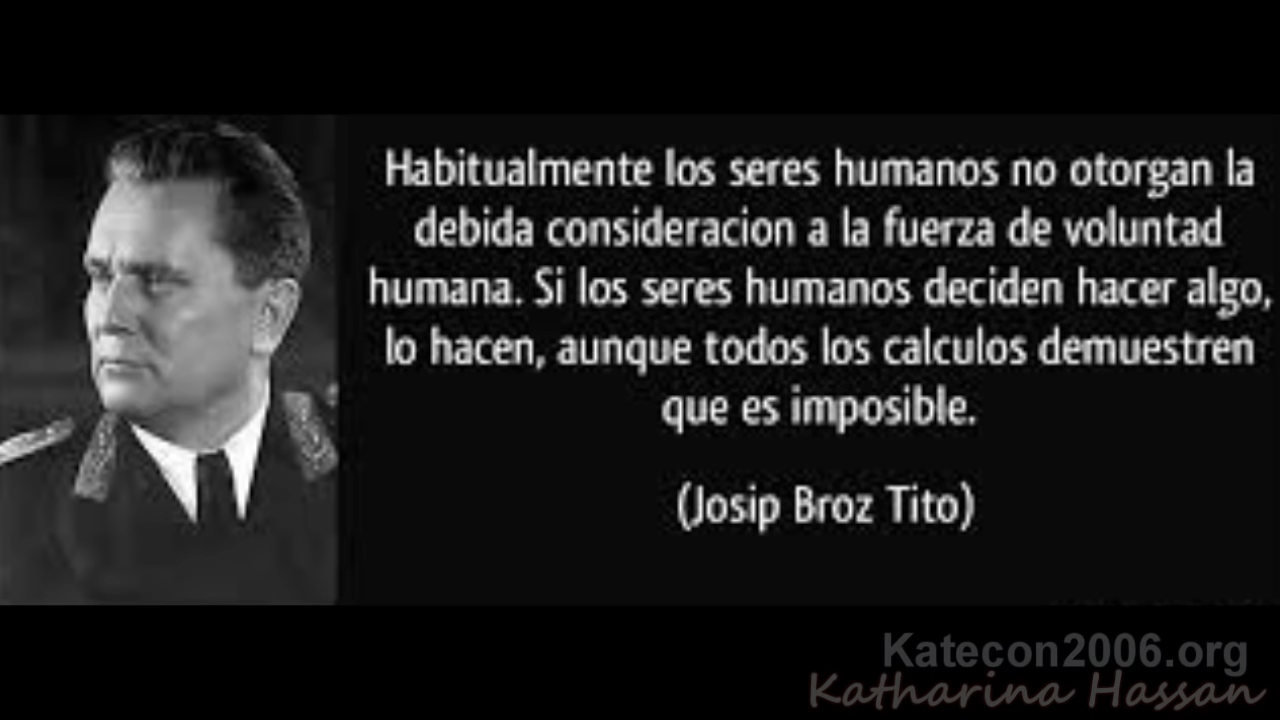 Habitualmente los seres humanos no otorgan la
debida consideracion a la fuerza de voluntad
humana. Si los seres humanos deciden hacer algo,
lo hacen, aunque todos los calculos demuestren
que es imposible.
(Josip Broz Tito)
Katecon2006.org
Katharina Hassan